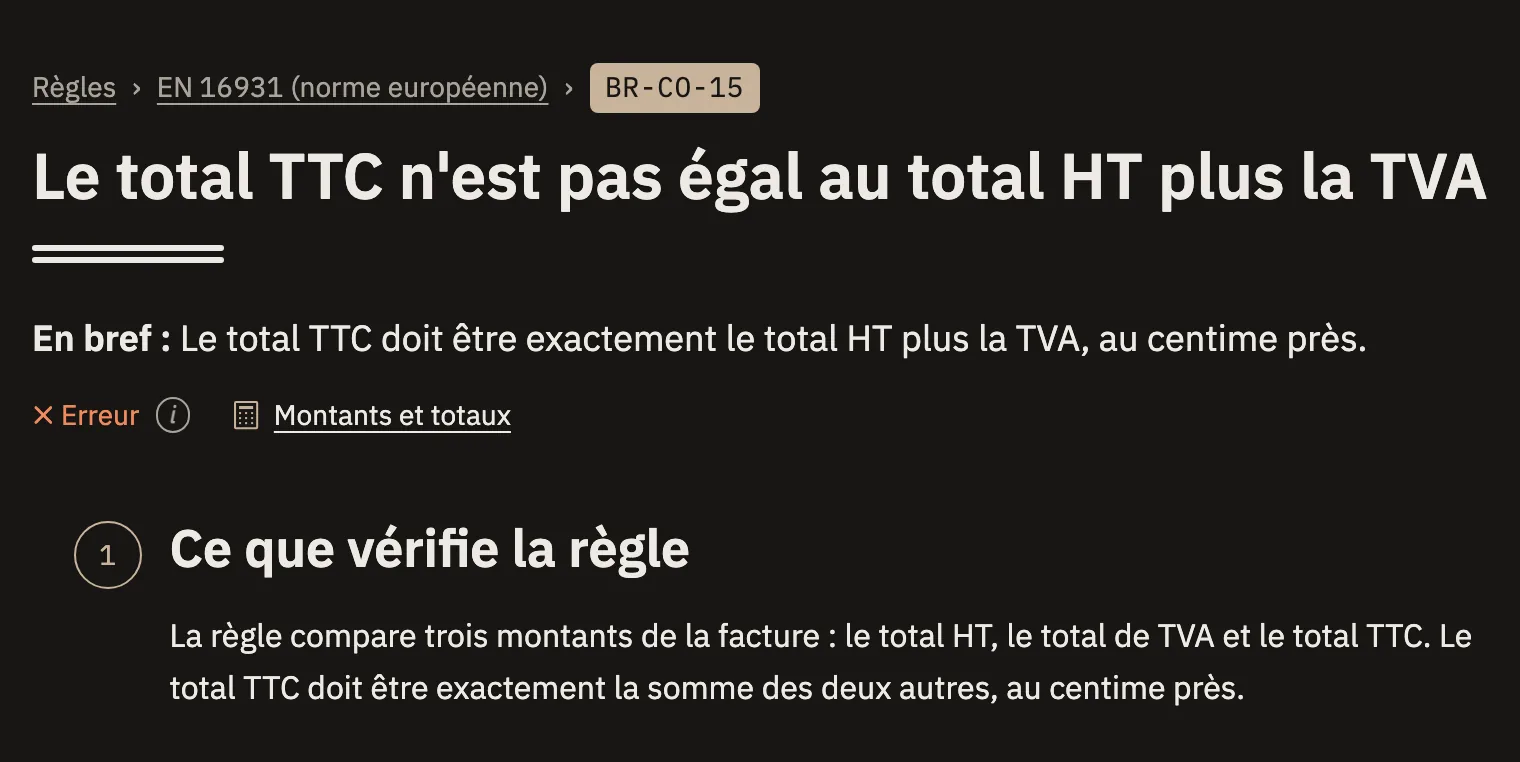 Règles › EN 16931 (norme européenne) › BR-CO-15
Le total TTC n'est pas égal au total HT plus la TVA
En bref : Le total TTC doit être exactement le total HT plus la TVA, au centime près.
× Erreur i Montants et totaux
1 Ce que vérifie la règle
La règle compare trois montants de la facture : le total HT, le total de TVA et le total TTC. Le
total TTC doit être exactement la somme des deux autres, au centime près.